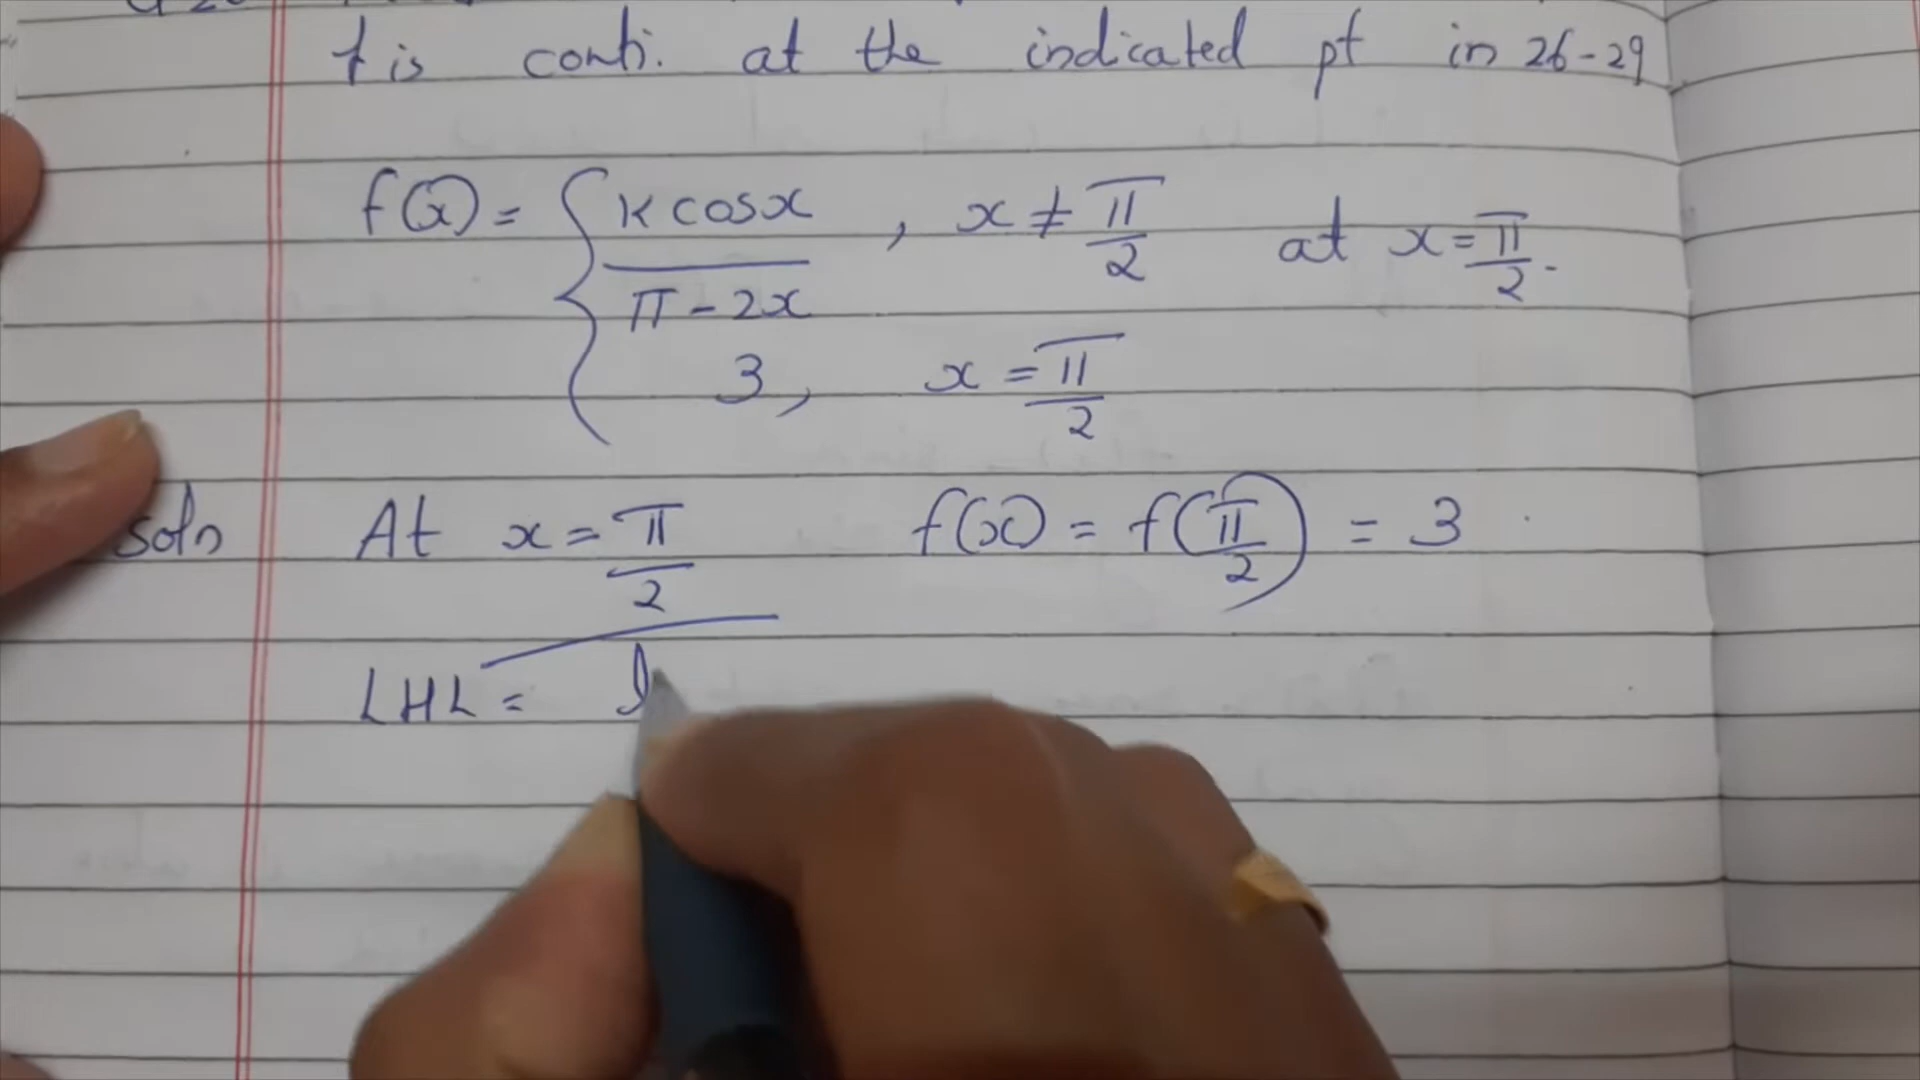 f is conti. at the indicated pt in 26-29
f(x) = { k cosx / π - 2x , x ≠ π/2 at x = π/2.
3, x = π/2
soln At x = π/2 f(x) = f(π/2) = 3
LHL =